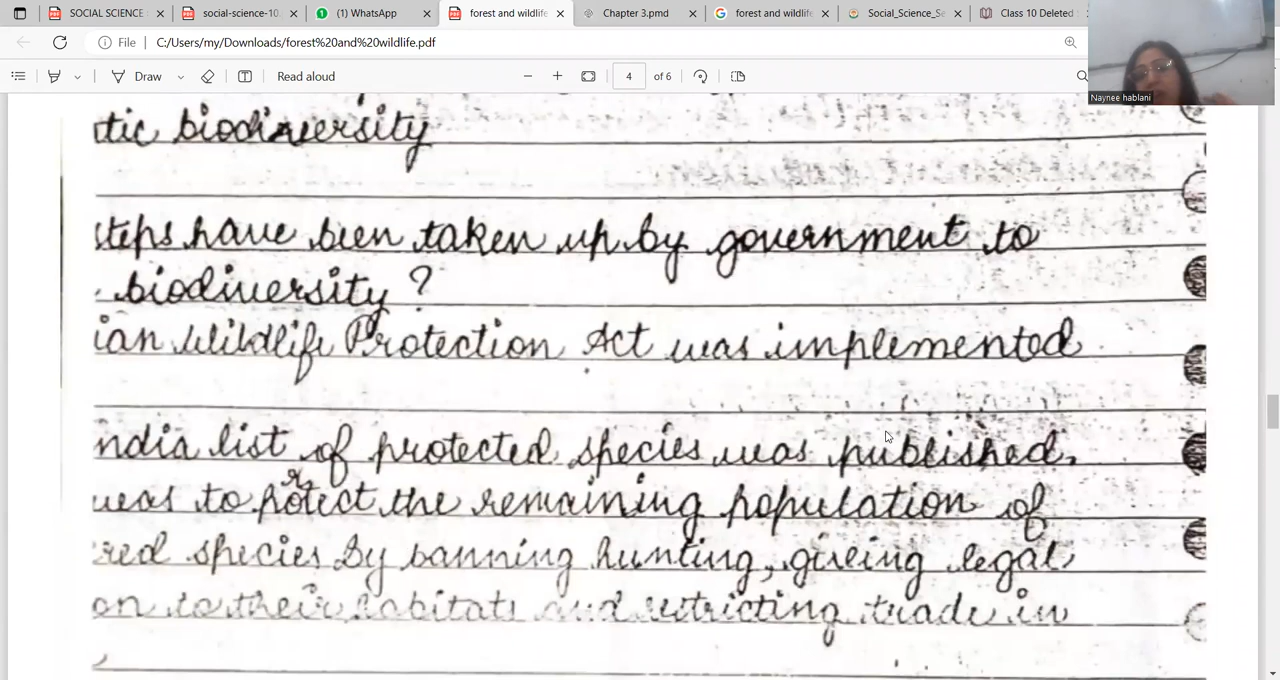 SOCIAL SCIENCE
social-science-10.
(1) WhatsApp
forest and wildlife
Chapter 3.pmd
forest and wildlife
Social_Science_Se
Class 10 Deleted
File C:/Users/my/Downloads/forest%20and%20wildlife.pdf
Draw Read aloud 4 of 6
Naynee hablani
tic biodiversity
steps have been taken up by government to
biodiversity ?
ian Wildlife Protection Act was implemented
ndia list of protected species was published.
was to protect the remaining population of
red species by banning hunting, giving legal
on to their habitats and restricting trade in